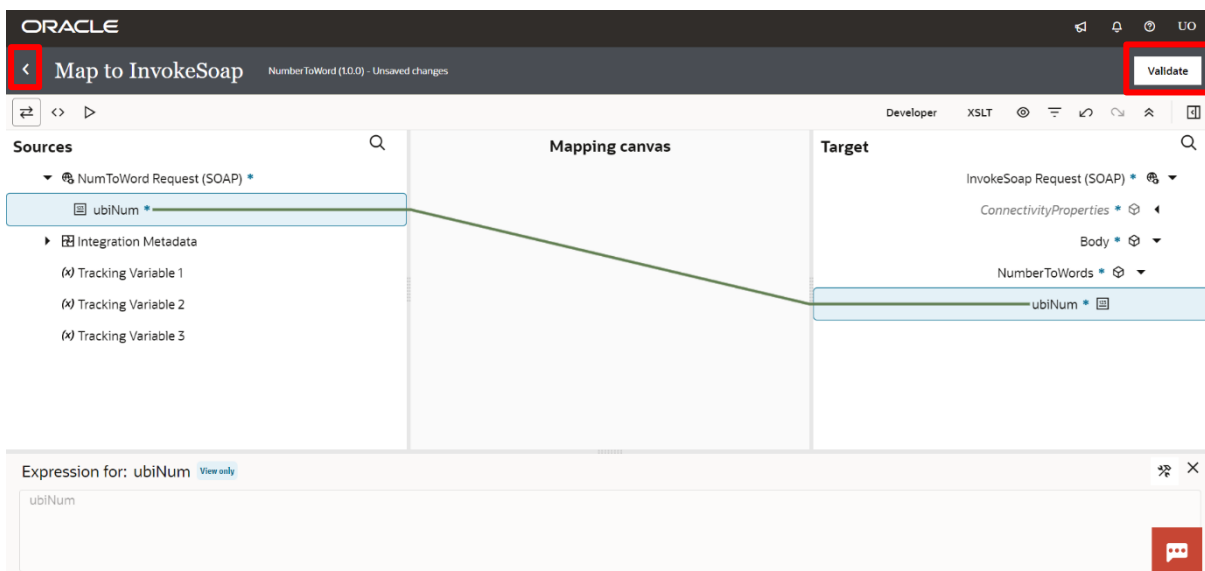 ORACLE
UO
Map to InvokeSoap
NumberToWord (1.0.0) - Unsaved changes
Validate
Developer
XSLT
Sources
Mapping canvas
Target
NumToWord Request (SOAP) *
InvokeSoap Request (SOAP) *
ubiNum *
ConnectivityProperties *
Integration Metadata
Body *
(x) Tracking Variable 1
NumberToWords *
(x) Tracking Variable 2
ubiNum *
(x) Tracking Variable 3
Expression for: ubiNum View only
ubiNum